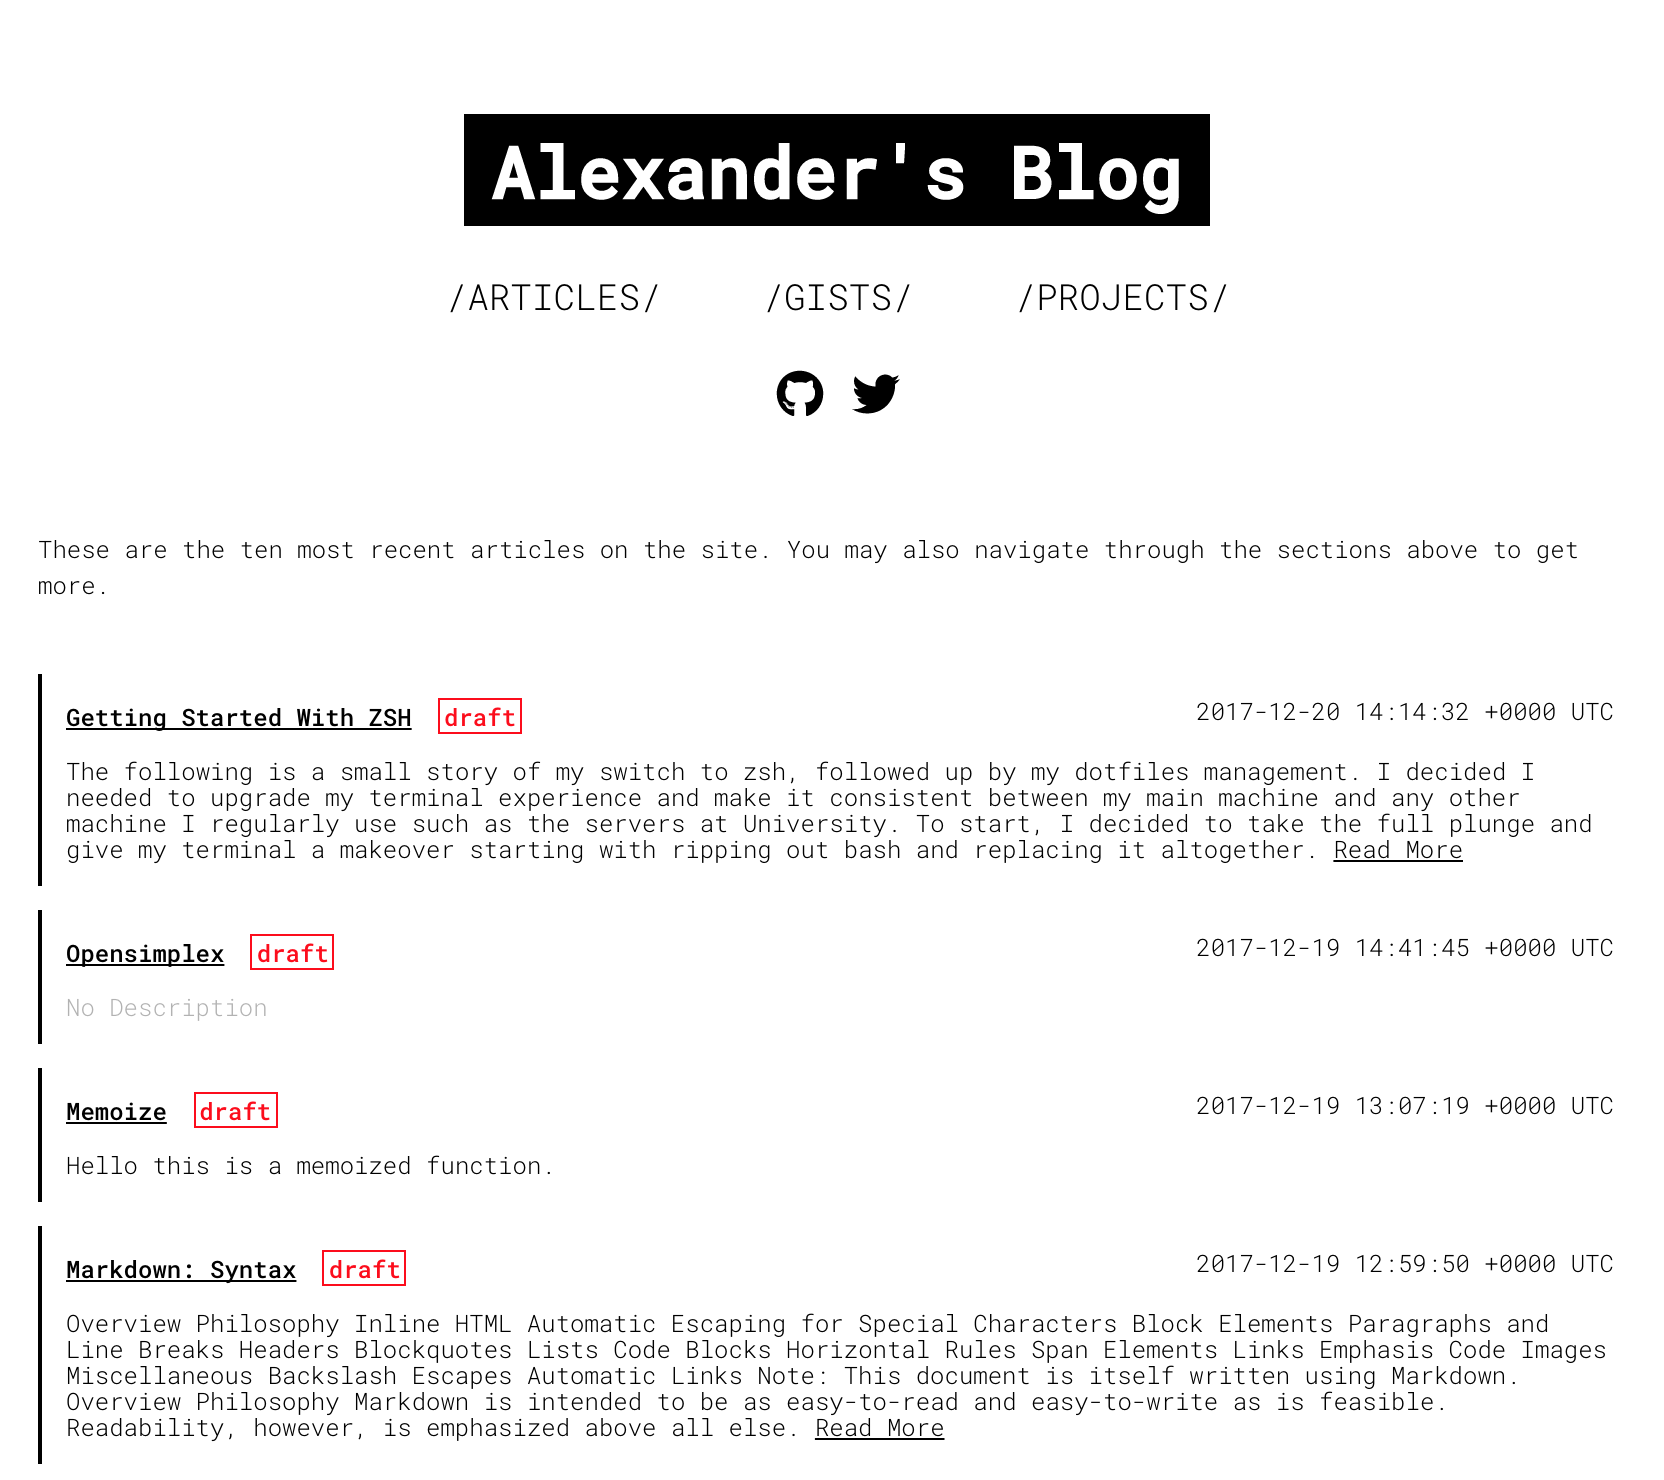 Alexander's Blog
/ARTICLES/ /GISTS/ /PROJECTS/
These are the ten most recent articles on the site. You may also navigate through the sections above to get
more.
Getting Started With ZSH draft 2017-12-20 14:14:32 +0000 UTC
The following is a small story of my switch to zsh, followed up by my dotfiles management. I decided I
needed to upgrade my terminal experience and make it consistent between my main machine and any other
machine I regularly use such as the servers at University. To start, I decided to take the full plunge and
give my terminal a makeover starting with ripping out bash and replacing it altogether. Read More
Opensimplex draft 2017-12-19 14:41:45 +0000 UTC
No Description
Memoize draft 2017-12-19 13:07:19 +0000 UTC
Hello this is a memoized function.
Markdown: Syntax draft 2017-12-19 12:59:50 +0000 UTC
Overview Philosophy Inline HTML Automatic Escaping for Special Characters Block Elements Paragraphs and
Line Breaks Headers Blockquotes Lists Code Blocks Horizontal Rules Span Elements Links Emphasis Code Images
Miscellaneous Backslash Escapes Automatic Links Note: This document is itself written using Markdown.
Overview Philosophy Markdown is intended to be as easy-to-read and easy-to-write as is feasible.
Readability, however, is emphasized above all else. Read More